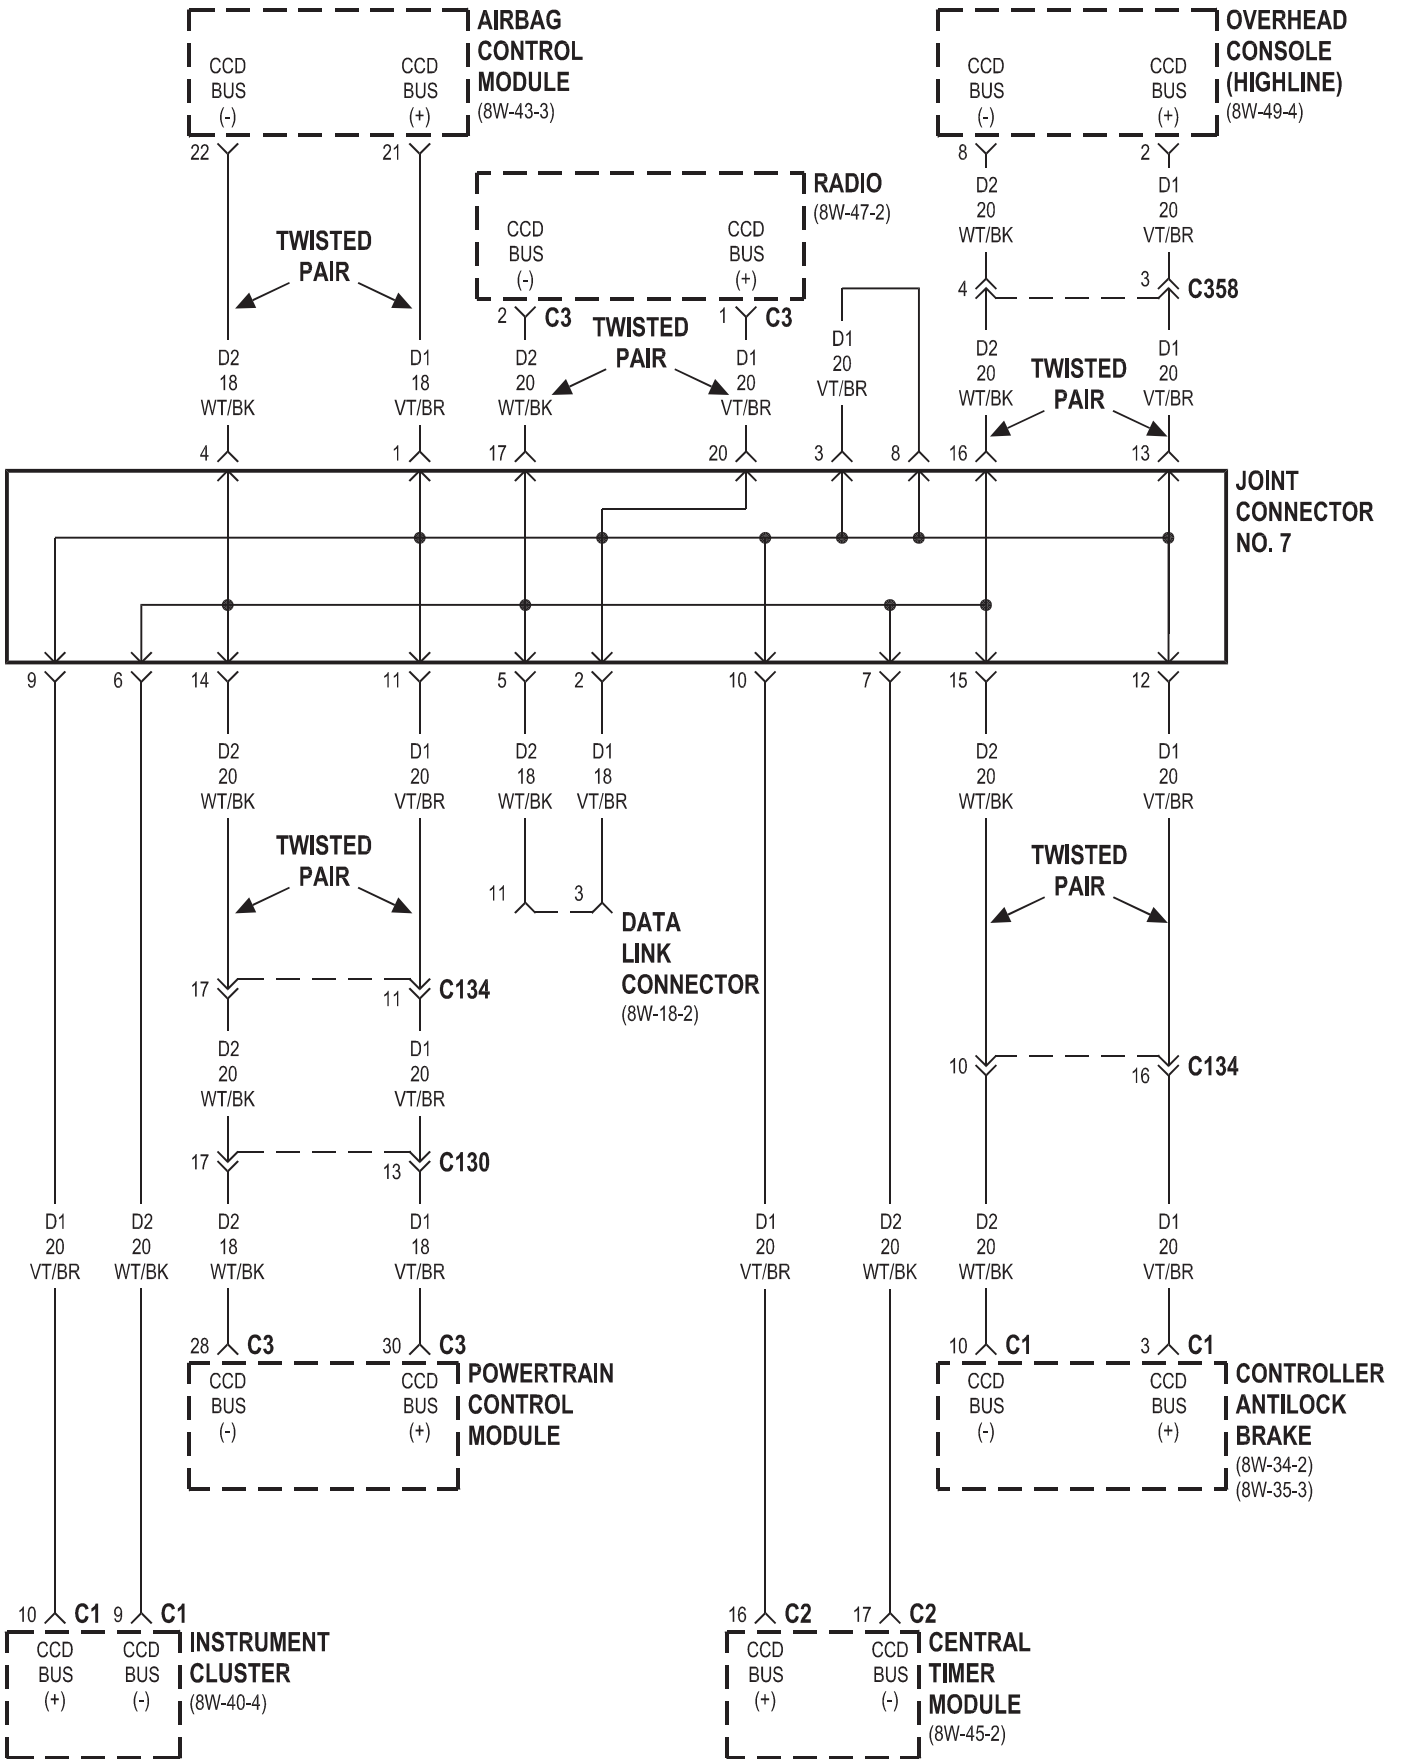 AIRBAG
CONTROL
MODULE
(8W-43-3)
CCD
BUS
(-)
CCD
BUS
(+)
22
21
OVERHEAD
CONSOLE
(HIGHLINE)
(8W-49-4)
CCD
BUS
(-)
CCD
BUS
(+)
8
2
RADIO
(8W-47-2)
CCD
BUS
(-)
CCD
BUS
(+)
2 C3
1 C3
D2
20
WT/BK
D1
20
VT/BR
4
3
C358
TWISTED
PAIR
TWISTED
PAIR
TWISTED
PAIR
D2
18
WT/BK
D1
18
VT/BR
D2
20
WT/BK
D1
20
VT/BR
D1
20
VT/BR
D2
20
WT/BK
D1
20
VT/BR
4
1
17
20
3
8
16
13
JOINT
CONNECTOR
NO. 7
9
6
14
11
5
2
10
7
15
12
D2
20
WT/BK
D1
20
VT/BR
D2
18
WT/BK
D1
18
VT/BR
D2
20
WT/BK
D1
20
VT/BR
TWISTED
PAIR
TWISTED
PAIR
11
3
DATA
LINK
CONNECTOR
(8W-18-2)
17
11
C134
D2
20
WT/BK
D1
20
VT/BR
10
16
C134
17
13
C130
D1
20
VT/BR
D2
20
WT/BK
D2
18
WT/BK
D1
18
VT/BR
D1
20
VT/BR
D2
20
WT/BK
D2
20
WT/BK
D1
20
VT/BR
28 C3
30 C3
POWERTRAIN
CONTROL
MODULE
CCD
BUS
(-)
CCD
BUS
(+)
10 C1
3 C1
CONTROLLER
ANTILOCK
BRAKE
(8W-34-2)
(8W-35-3)
CCD
BUS
(-)
CCD
BUS
(+)
10 C1
9 C1
INSTRUMENT
CLUSTER
(8W-40-4)
CCD
BUS
(+)
CCD
BUS
(-)
16 C2
17 C2
CENTRAL
TIMER
MODULE
(8W-45-2)
CCD
BUS
(+)
CCD
BUS
(-)